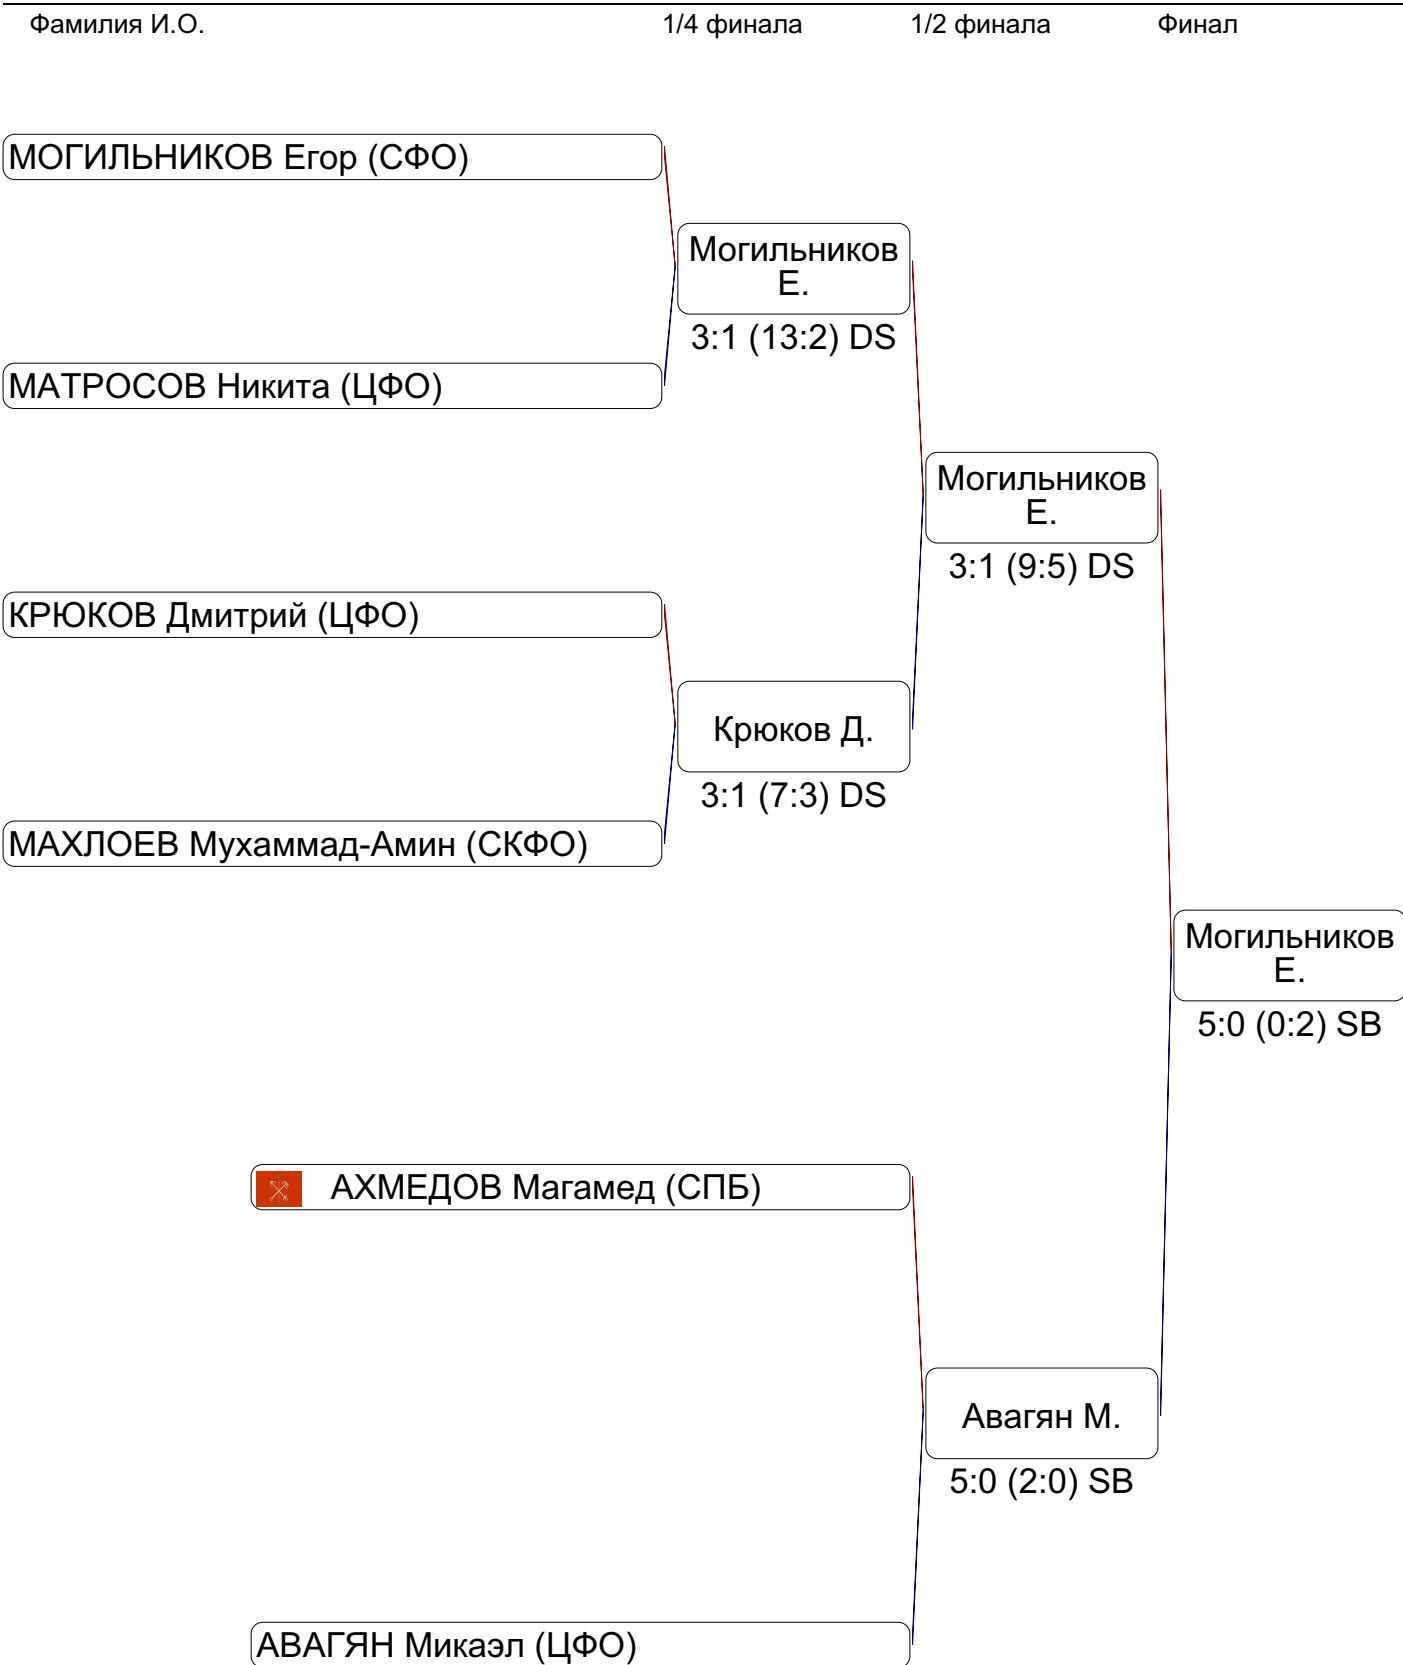 Фамилия И.О. 1/4 финала 1/2 финала Финал
МОГИЛЬНИКОВ Егор (СФО)
Могильников
Е.
3:1 (13:2) DS
МАТРОСОВ Никита (ЦФО)
Могильников
Е.
3:1 (9:5) DS
КРЮКОВ Дмитрий (ЦФО)
Крюков Д.
3:1 (7:3) DS
МАХЛОЕВ Мухаммад-Амин (СКФО)
Могильников
Е.
5:0 (0:2) SB
АХМЕДОВ Магамед (СПБ)
Авагян М.
5:0 (2:0) SB
АВАГЯН Микаэл (ЦФО)